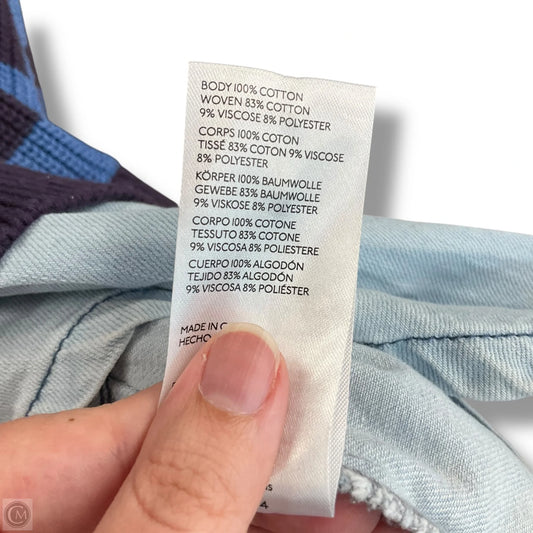 BODY 100% COTTON
WOVEN 83% COTTON
9% VISCOSE 8% POLYESTER
CORPS 100% COTON
TISSÉ 83% COTON 9% VISCOSE
8% POLYESTER
KÖRPER 100% BAUMWOLLE
GEWEBE 83% BAUMWOLLE
9% VISKOSE 8% POLYESTER
CORPO 100% COTONE
TESSUTO 83% COTONE
9% VISCOSA 8% POLIESTERE
CUERPO 100% ALGODÓN
TEJIDO 83% ALGODÓN
9% VISCOSA 8% POLIÉSTER
MADE IN
HECHO
4
CM